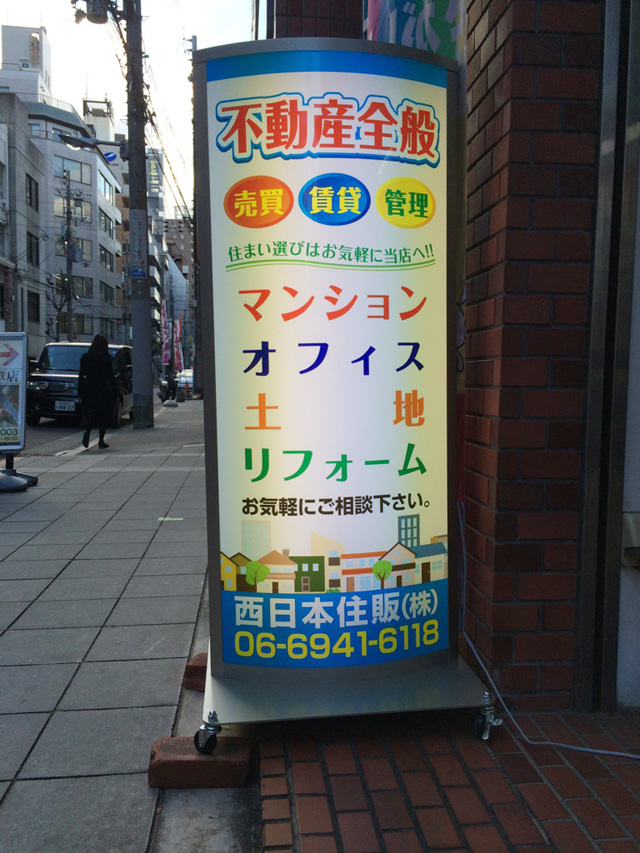 不動産全般
売買 賃貸 管理
住まい選びはお気軽に当店へ!!
マンション
オフィス
土地
リフォーム
お気軽にご相談下さい。
西日本住販(株)
06-6941-6118
003